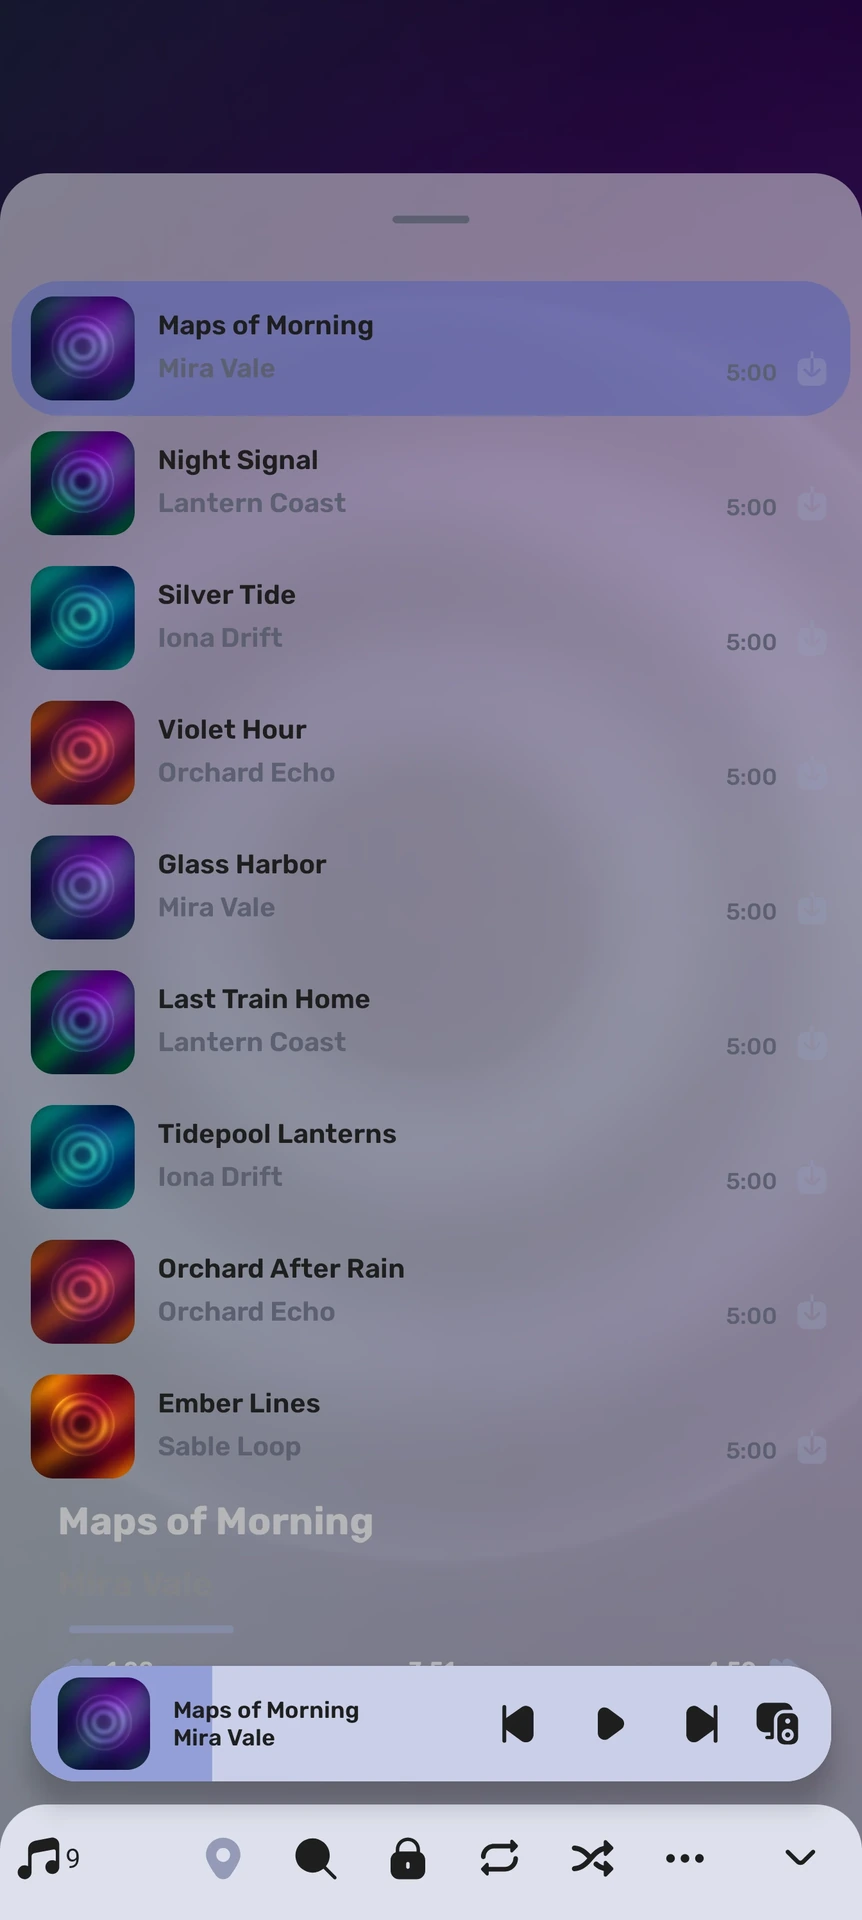 Maps of Morning
Mira Vale
5:00
Night Signal
Lantern Coast
5:00
Silver Tide
Iona Drift
5:00
Violet Hour
Orchard Echo
5:00
Glass Harbor
Mira Vale
5:00
Last Train Home
Lantern Coast
5:00
Tidepool Lanterns
Iona Drift
5:00
Orchard After Rain
Orchard Echo
5:00
Ember Lines
Sable Loop
5:00
Maps of Morning
Mira Vale
Maps of Morning
Mira Vale
9